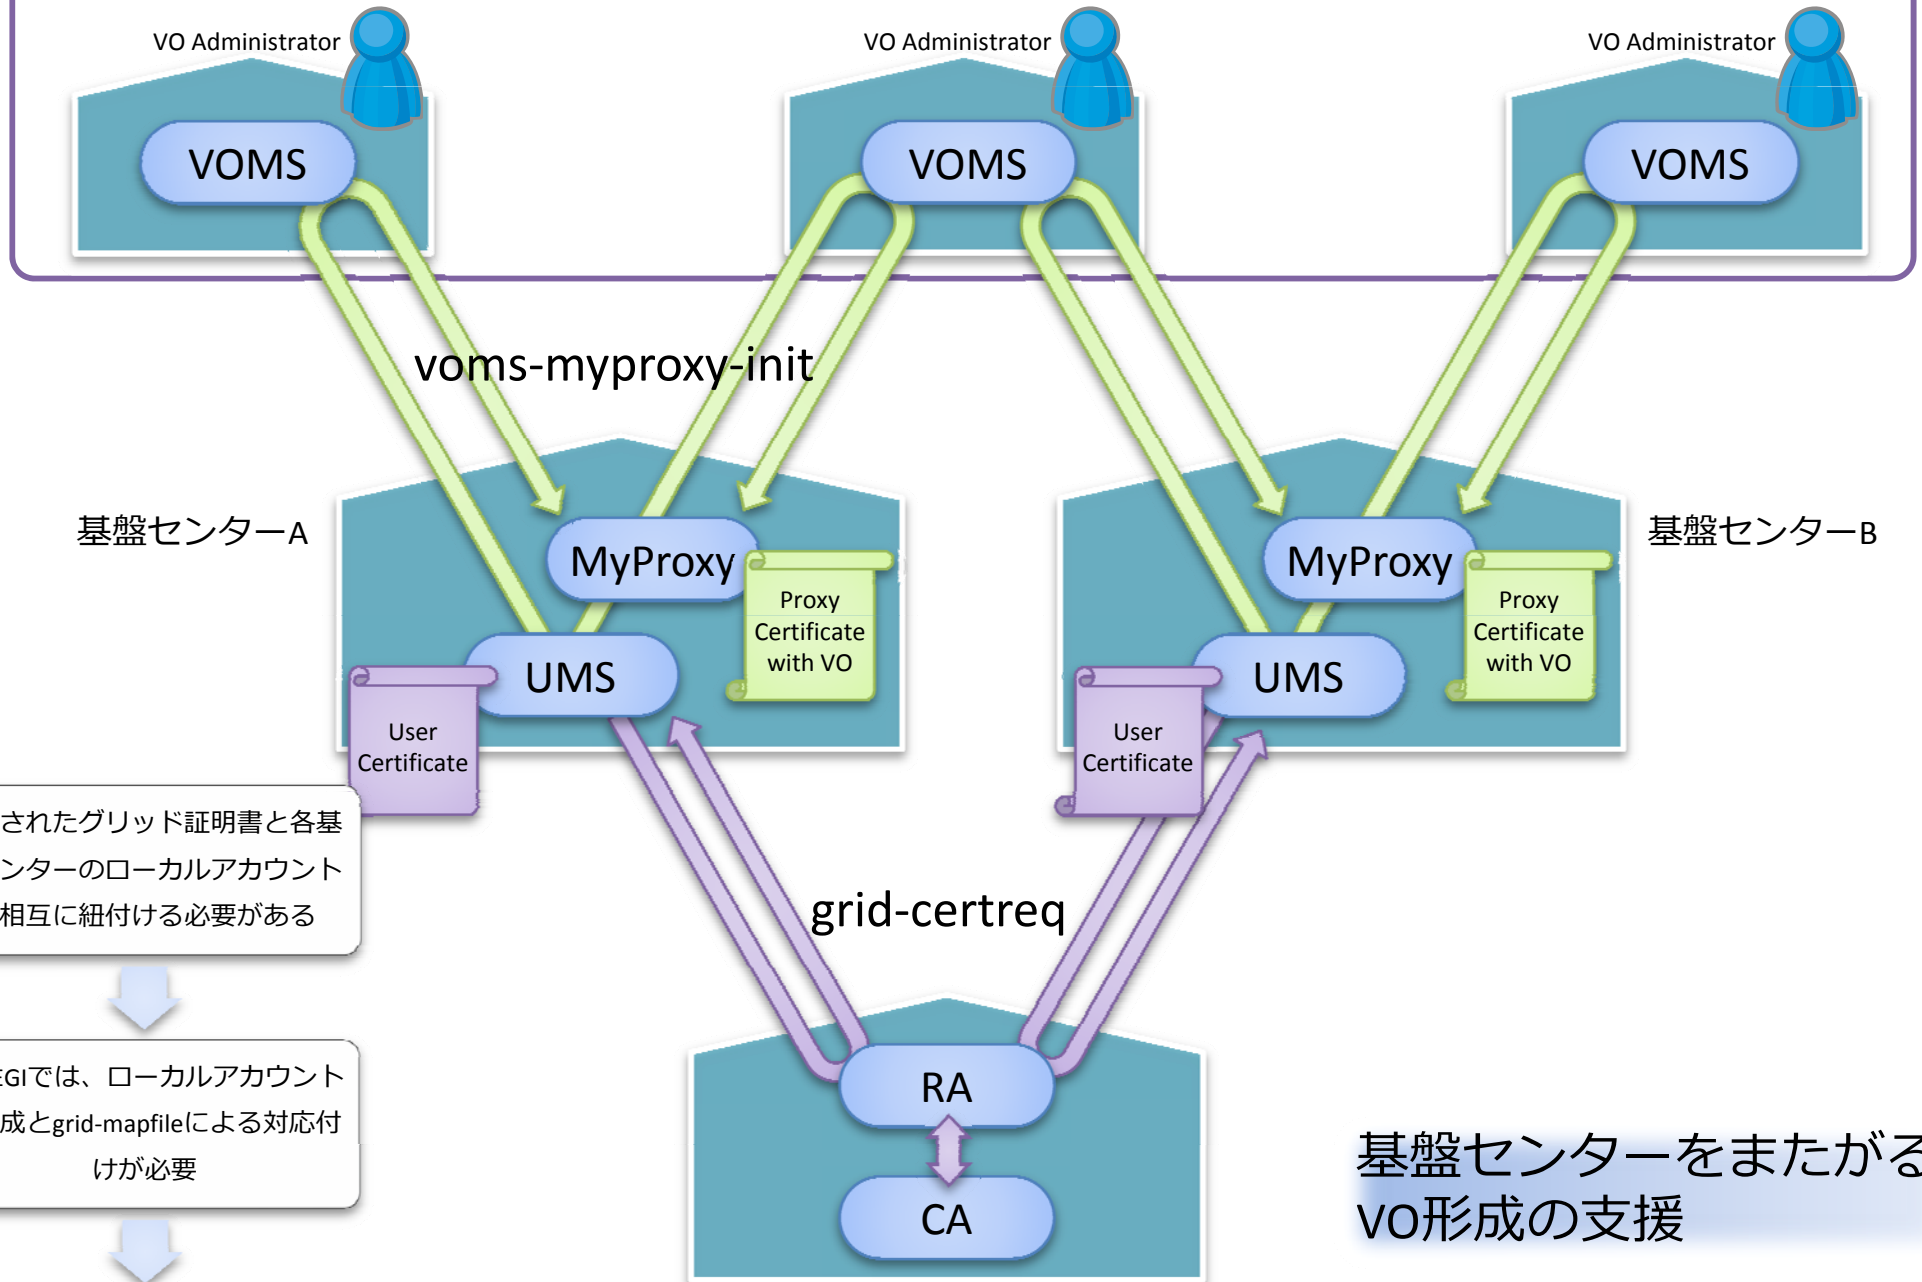 VO Administrator
VO Administrator
VO Administrator
VOMS
VOMS
VOMS
voms-myproxy-init
基盤センターA
基盤センターB
MyProxy
Proxy
Certificate
with VO
UMS
User
Certificate
MyProxy
Proxy
Certificate
with VO
UMS
User
Certificate
されたグリッド証明書と各基
ンターのローカルアカウント
相互に紐付ける必要がある
grid-certreq
EGIでは、ローカルアカウント
成とgrid-mapfileによる対応付
けが必要
RA
CA
基盤センターをまたがる
VO形成の支援